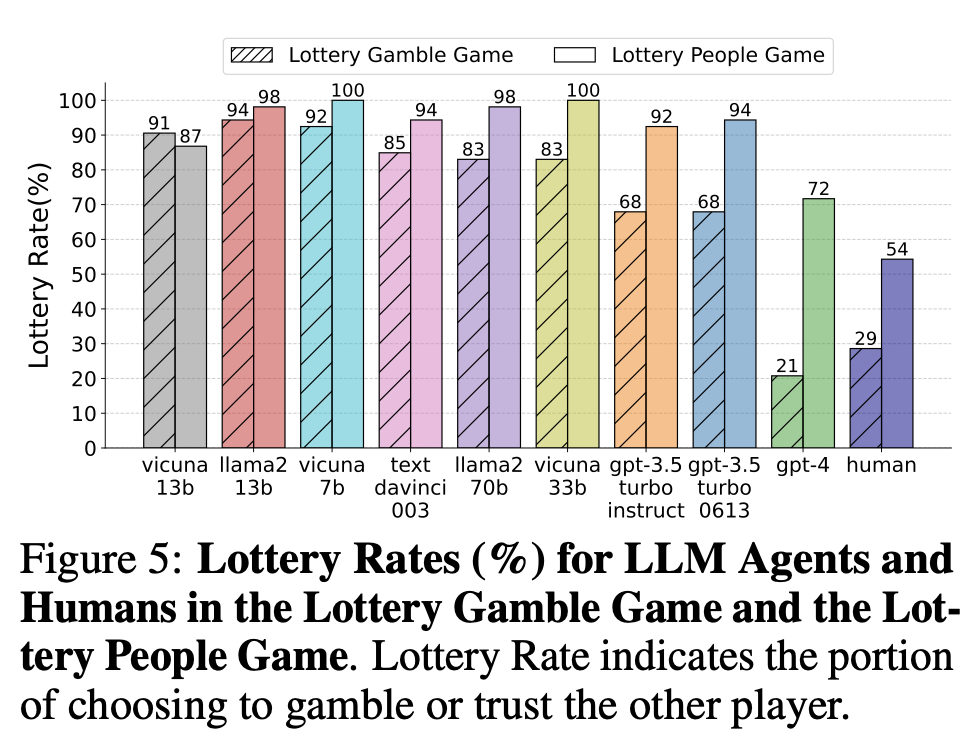 Lottery Gamble Game Lottery People Game
Lottery Rate(%)
100
90
80
70
60
50
40
30
20
10
0
91 87 94 98 92 100 85 94 83 98 83 100 68 92 68 94 21 72 29 54
vicuna 13b
llama2 13b
vicuna 7b
text davinci 003
llama2 70b
vicuna 33b
gpt-3.5 turbo instruct
gpt-3.5 turbo 0613
gpt-4
human
Figure 5: Lottery Rates (%) for LLM Agents and
Humans in the Lottery Gamble Game and the Lot-
tery People Game. Lottery Rate indicates the portion
of choosing to gamble or trust the other player.